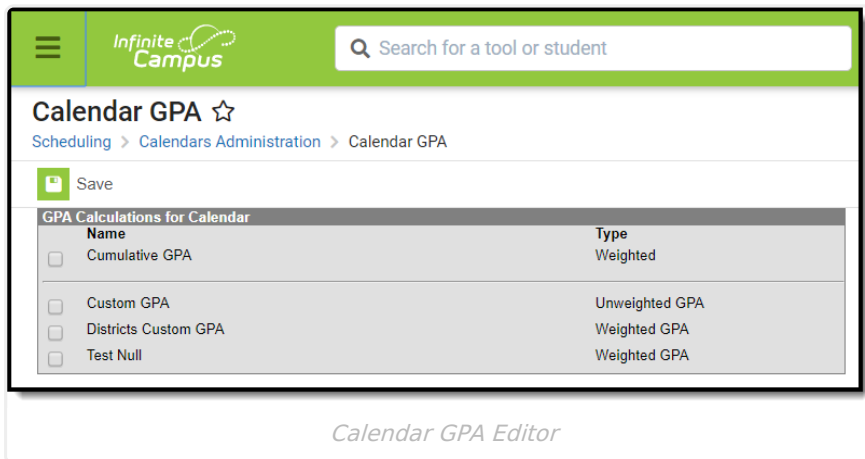 Infinite Campus
Search for a tool or student
Calendar GPA
Scheduling > Calendars Administration > Calendar GPA
Save
GPA Calculations for Calendar
Name Type
Cumulative GPA Weighted
Custom GPA Unweighted GPA
Districts Custom GPA Weighted GPA
Test Null Weighted GPA
Calendar GPA Editor